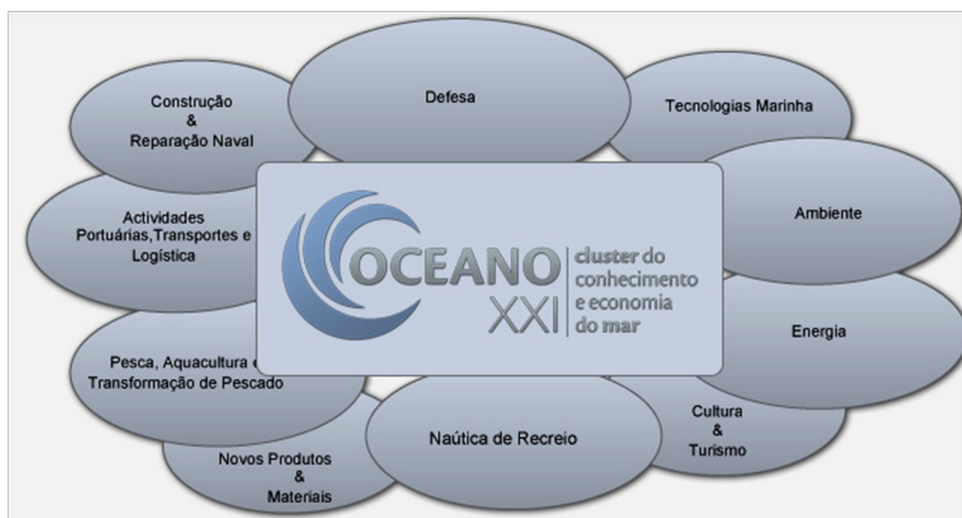 Construção
&
Reparação Naval
Defesa
Tecnologias Marinha
Actividades
Portuárias,Transportes e
Logística
Ambiente
OCEANO
XXI
cluster do
conhecimento
e economia
do mar
Pesca, Aquacultura e
Transformação de Pescado
Energia
Novos Produtos
&
Materiais
Naútica de Recreio
Cultura
&
Turismo